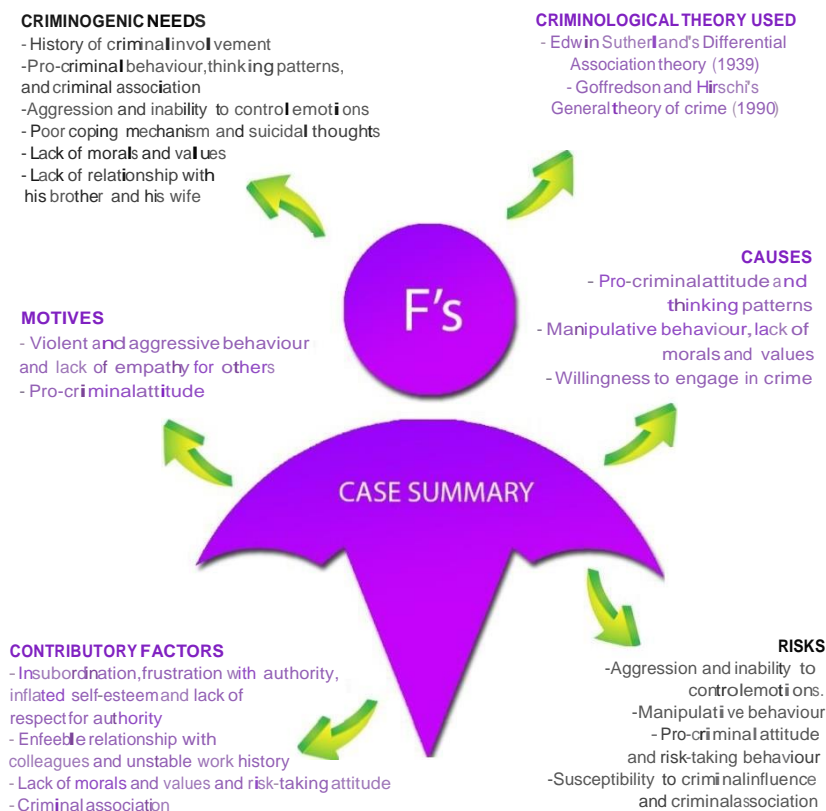 CRIMINOGENIC NEEDS
- History of criminal involvement
-Pro-criminal behaviour, thinking patterns,
and criminal association
-Aggression and inability to control emotions
- Poor coping mechanism and suicidal thoughts
- Lack of morals and values
- Lack of relationship with
his brother and his wife
CRIMINOLOGICAL THEORY USED
- Edwin Sutherland's Differential
Association theory (1939)
- Goffredson and Hirschi's
General theory of crime (1990)
F's
CAUSES
- Pro-criminal attitude and
thinking patterns
- Manipulative behaviour, lack of
morals and values
- Willingness to engage in crime
MOTIVES
- Violent and aggressive behaviour
and lack of empathy for others
- Pro-criminal attitude
CASE SUMMARY
CONTRIBUTORY FACTORS
- Insubordination, frustration with authority,
inflated self-esteem and lack of
respect for authority
- Enfeeble relationship with
colleagues and unstable work history
- Lack of morals and values and risk-taking attitude
- Criminal association
RISKS
-Aggression and inability to
control emotions.
-Manipulative behaviour
- Pro-criminal attitude
and risk-taking behaviour
-Susceptibility to criminal influence
and criminal association